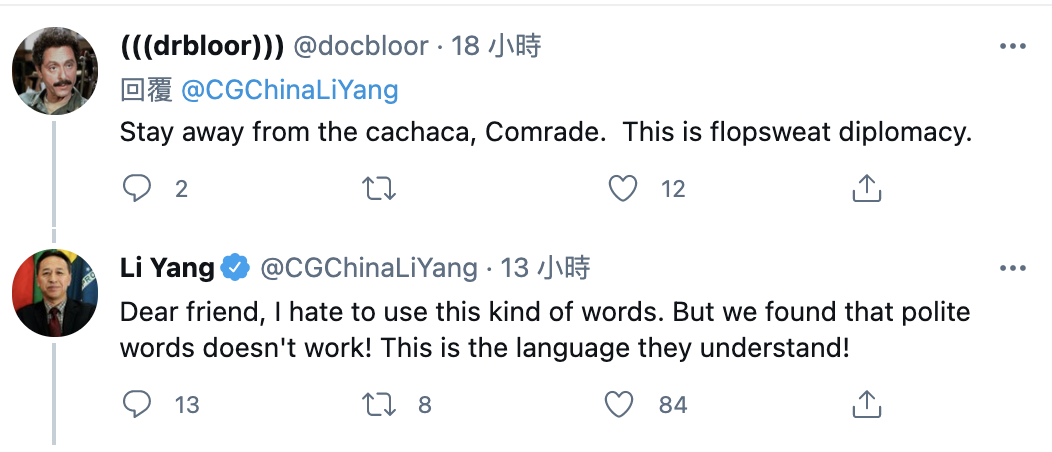 (((drbloor))) @docbloor · 18 小時
回覆 @CGChinaLiYang
Stay away from the cachaca, Comrade.  This is flopsweat diplomacy.
2 12
Li Yang @CGChinaLiYang · 13 小時
Dear friend, I hate to use this kind of words. But we found that polite
words doesn't work! This is the language they understand!
13 8 84